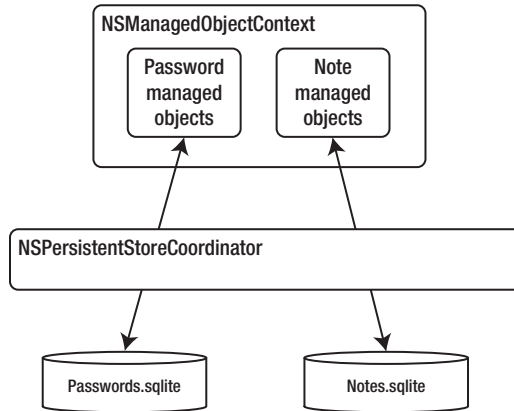 NSManagedObjectContext
Password
managed
objects
Note
managed
objects
NSPersistentStoreCoordinator
Passwords.sqlite
Notes.sqlite